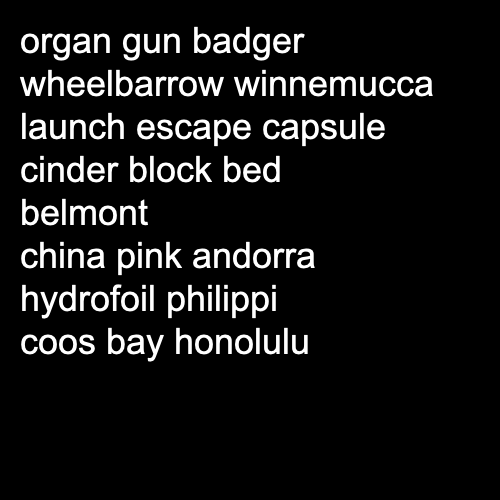 organ gun badger
wheelbarrow winnemucca
launch escape capsule
cinder block bed
belmont
china pink andorra
hydrofoil philippi
coos bay honolulu